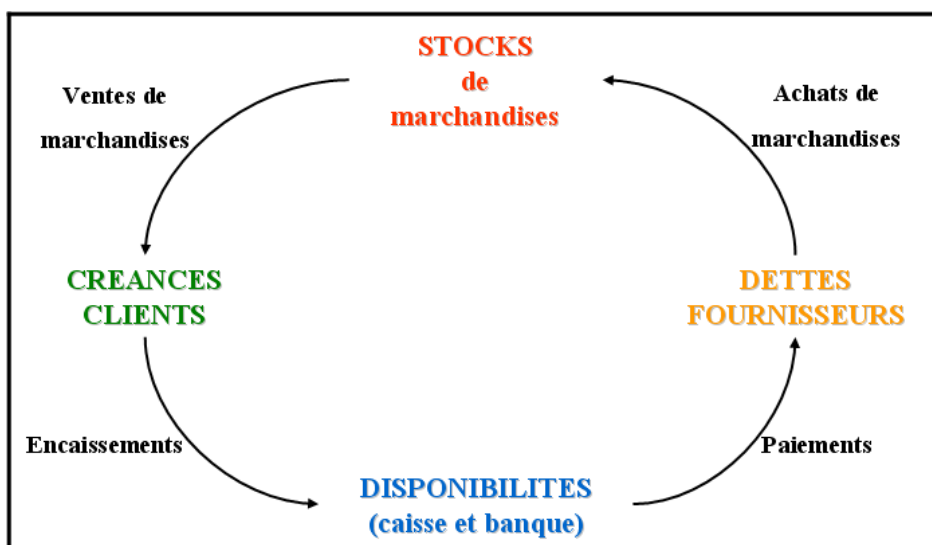 STOCKS
de
marchandises
Ventes de
marchandises
Achats de
marchandises
CREANCES
CLIENTS
DETTES
FOURNISSEURS
Encaissements
Paiements
DISPONIBILITES
(caisse et banque)